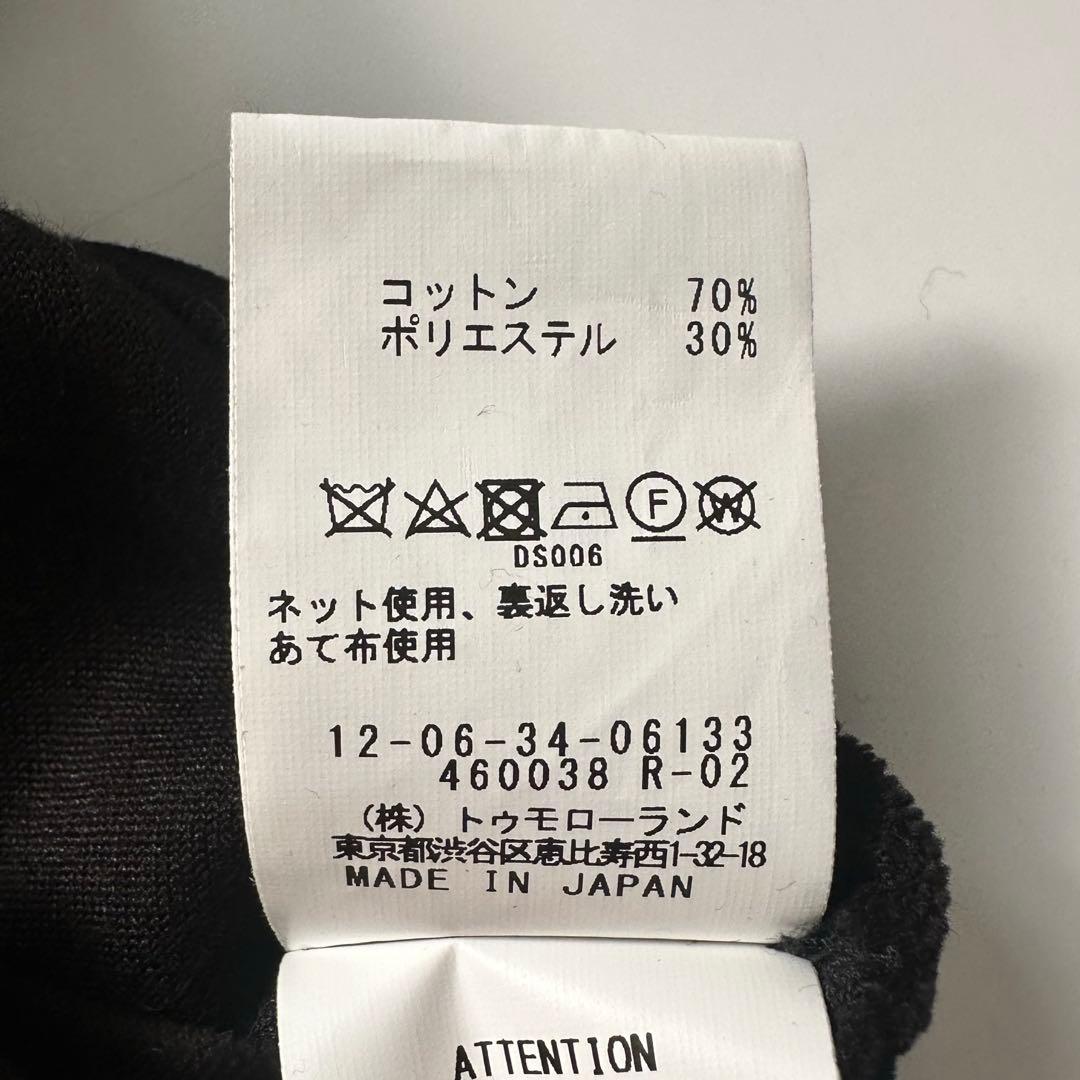 コットン 70%
ポリエステル 30%
F W
DS006
ネット使用、裏返し洗い
あて布使用
12-06-34-06133
460038 R-02
(株) トゥモローランド
東京都渋谷区恵比寿西1-32-18
MADE IN JAPAN
ATTENTION